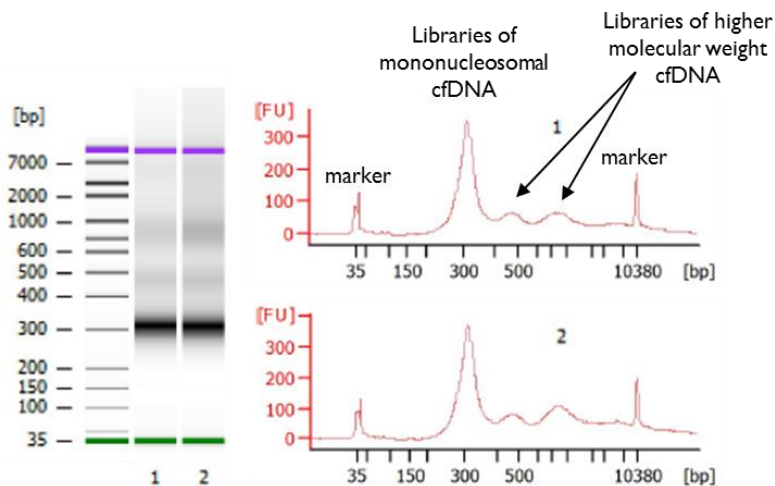 Libraries of
mononucleosomal
cfDNA
Libraries of higher
molecular weight
cfDNA
[bp]
7000
2000
1000
600
500
400
300
200
150
100
35
1
2
[FU]
300
200
100
0
marker
1
marker
35
150
300
500
10380
[bp]
[FU]
300
200
100
0
2
35
150
300
500
10380
[bp]